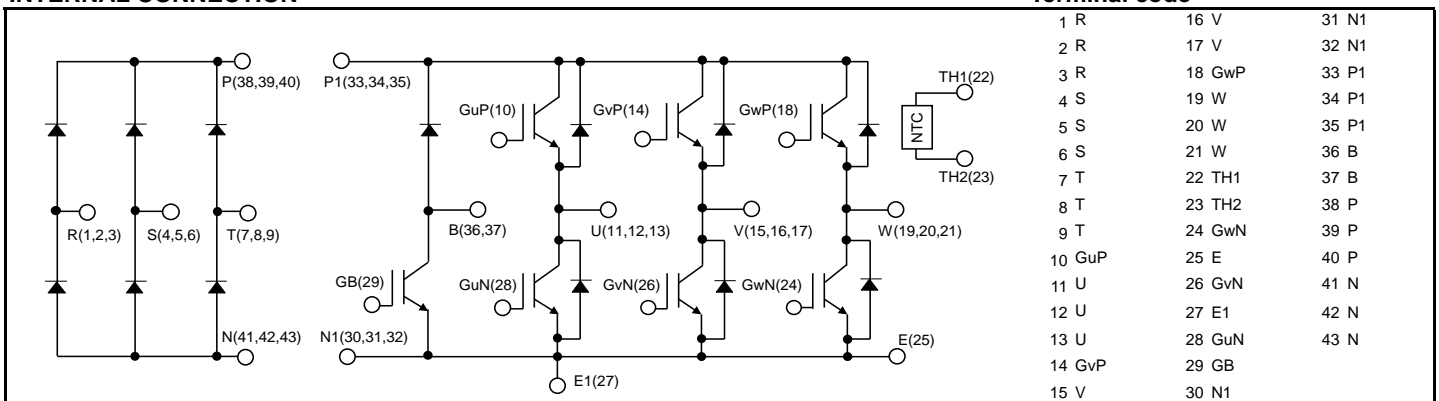 INTERNAL CONNECTION
Terminal code
P(38,39,40)
P1(33,34,35)
GuP(10)
GvP(14)
GwP(18)
TH1(22)
NTC
TH2(23)
R(1,2,3)
S(4,5,6)
T(7,8,9)
B(36,37)
U(11,12,13)
V(15,16,17)
W(19,20,21)
GB(29)
GuN(28)
GvN(26)
GwN(24)
N(41,42,43)
N1(30,31,32)
E(25)
E1(27)
1 R
2 R
3 R
4 S
5 S
6 S
7 T
8 T
9 T
10 GuP
11 U
12 U
13 U
14 GvP
15 V
16 V
17 V
18 GwP
19 W
20 W
21 W
22 TH1
23 TH2
24 GwN
25 E
26 GvN
27 E1
28 GuN
29 GB
30 N1
31 N1
32 N1
33 P1
34 P1
35 P1
36 B
37 B
38 P
39 P
40 P
41 N
42 N
43 N